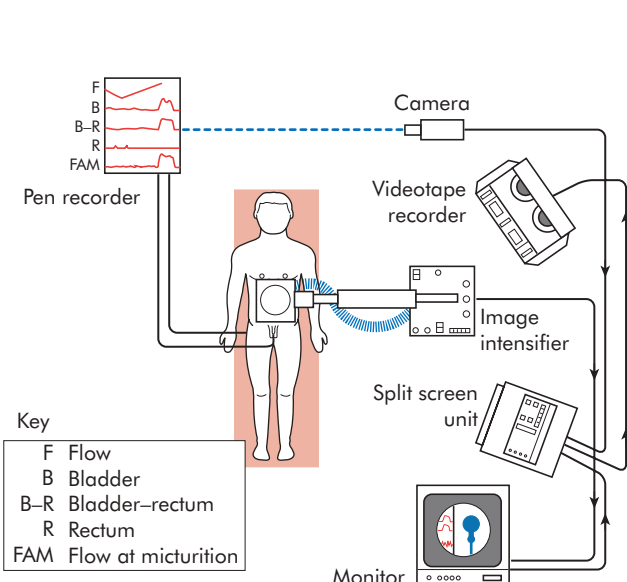 F
B
B–R
R
FAM
Pen recorder
Camera
Videotape
recorder
Image
intensifier
Split screen
unit
Key
F Flow
B Bladder
B–R Bladder–rectum
R Rectum
FAM Flow at micturition
Monitor